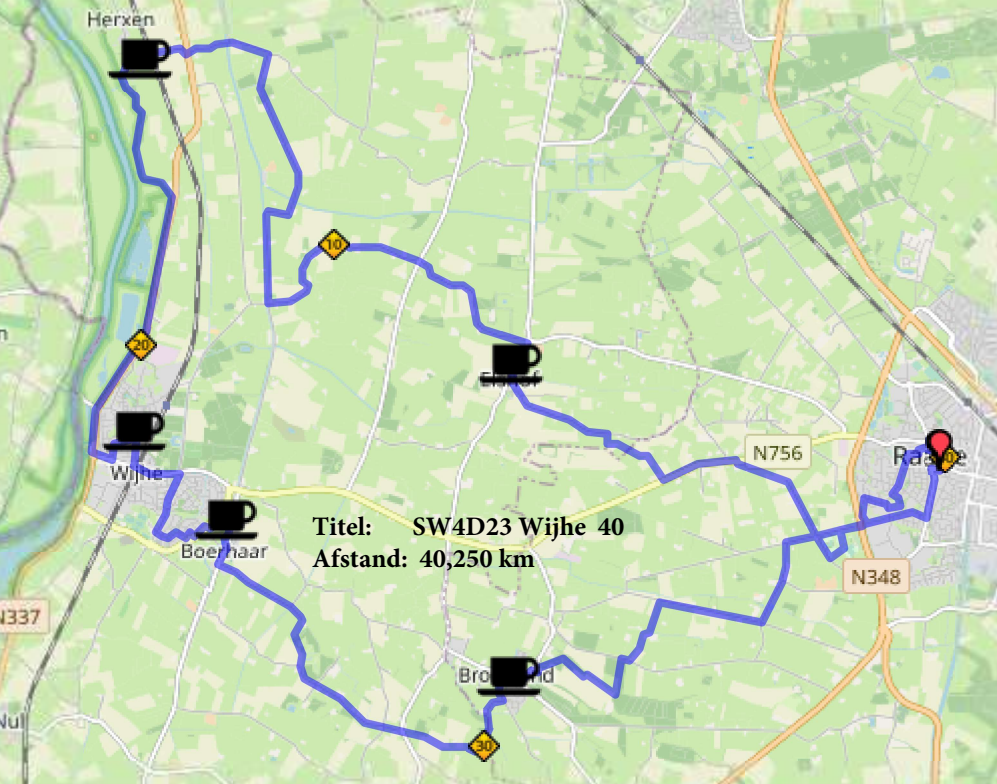 Herxen
10
20
N756
Wijhe
Titel: SW4D23 Wijhe 40
Boerhaar
Afstand: 40,250 km
N348
N337
30